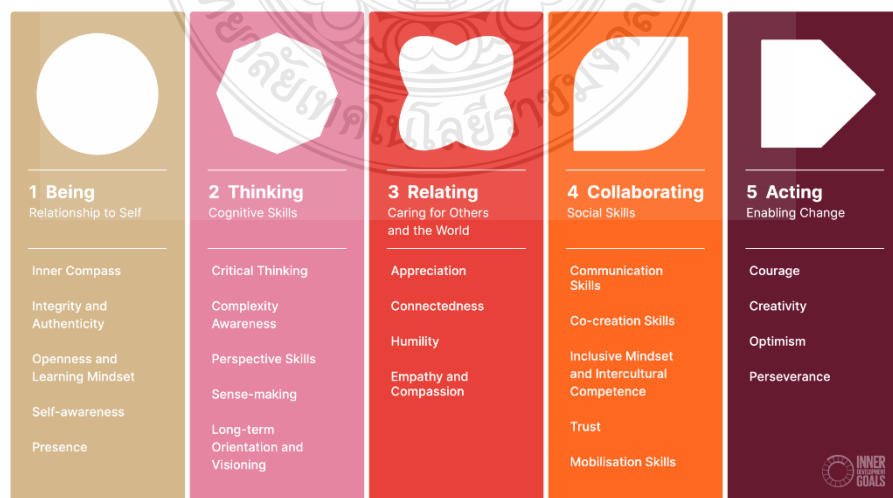 1 Being
Relationship to Self
Inner Compass
Integrity and
Authenticity
Openness and
Learning Mindset
Self-awareness
Presence
2 Thinking
Cognitive Skills
Critical Thinking
Complexity
Awareness
Perspective Skills
Sense-making
Long-term
Orientation and
Visioning
3 Relating
Caring for Others
and the World
Appreciation
Connectedness
Humility
Empathy and
Compassion
4 Collaborating
Social Skills
Communication
Skills
Co-creation Skills
Inclusive Mindset
and Intercultural
Competence
Trust
Mobilisation Skills
5 Acting
Enabling Change
Courage
Creativity
Optimism
Perseverance
INNER
DEVELOPMENT
GOALS